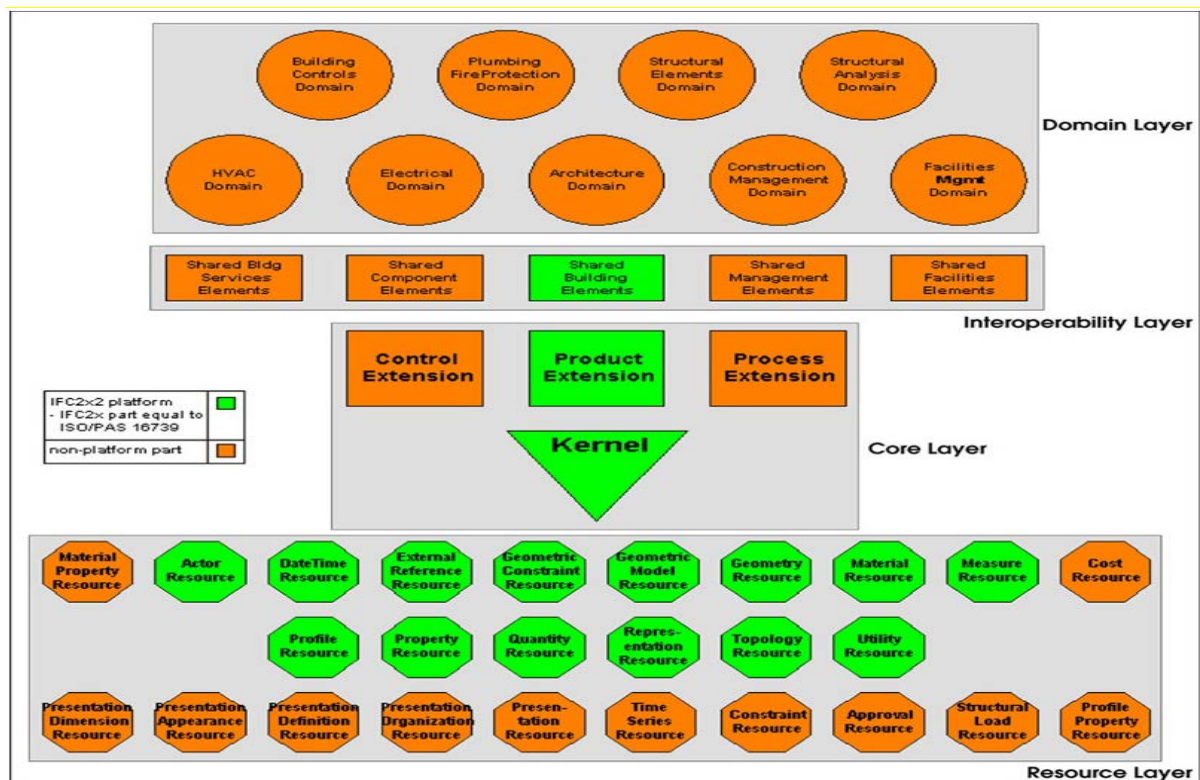 Building
Controls
Domain
Plumbing
FireProtection
Domain
Structural
Elements
Domain
Structural
Analysis
Domain
Domain Layer
HVAC
Domain
Electrical
Domain
Architecture
Domain
Construction
Management
Domain
Facilities
Mgmt
Domain
Shared Bldg
Services
Elements
Shared
Component
Elements
Shared
Building
Elements
Shared
Management
Elements
Shared
Facilities
Elements
Interoperability Layer
Control
Extension
Product
Extension
Process
Extension
IFC2x2 platform
- IFC2x part equal to
ISO/PAS 16739
non-platform part
Kernel
Core Layer
Material
Property
Resource
Actor
Resource
DateTime
Resource
External
Reference
Resource
Geometric
Constraint
Resource
Geometric
Model
Resource
Geometry
Resource
Material
Resource
Measure
Resource
Cost
Resource
Profile
Resource
Property
Resource
Quantity
Resource
Repres-
entation
Resource
Topology
Resource
Utility
Resource
Presentation
Dimension
Resource
Presentation
Appearance
Resource
Presentation
Definition
Resource
Presentation
Organization
Resource
Presen-
tation
Resource
Time
Series
Resource
Constraint
Resource
Approval
Resource
Structural
Load
Resource
Profile
Property
Resource
Resource Layer